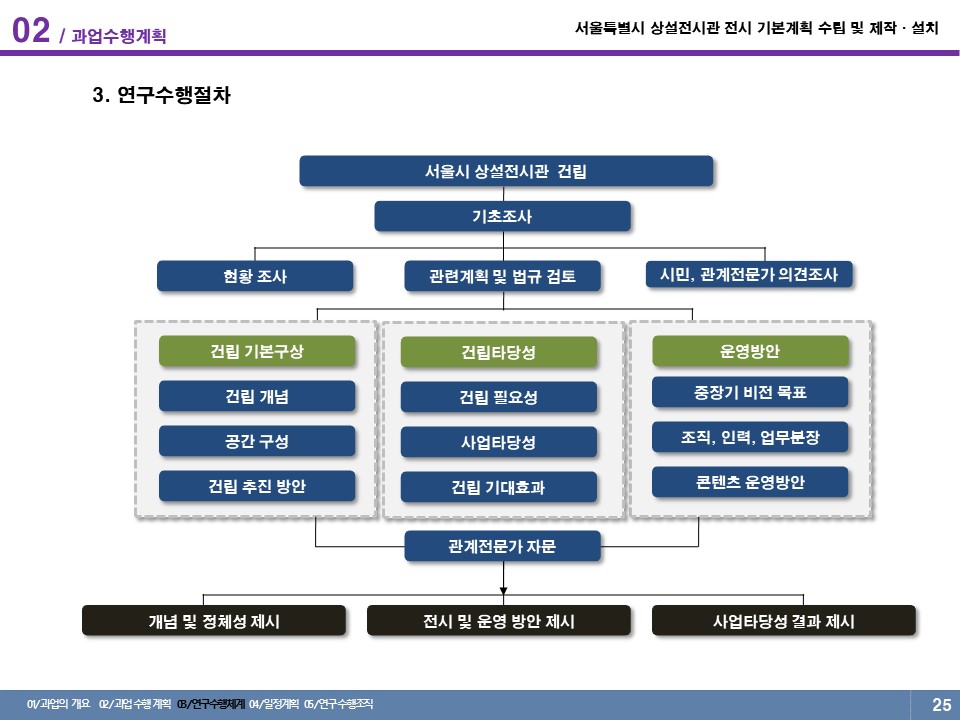 02 / 과업수행계획
서울특별시 상설전시관 전시 기본계획 수립 및 제작 · 설치
3. 연구수행절차
서울시 상설전시관 건립
기초조사
현황 조사
관련계획 및 법규 검토
시민, 관계전문가 의견조사
건립 기본구상
건립 개념
공간 구성
건립 추진 방안
건립타당성
건립 필요성
사업타당성
건립 기대효과
운영방안
중장기 비전 목표
조직, 인력, 업무분장
콘텐츠 운영방안
관계전문가 자문
개념 및 정체성 제시
전시 및 운영 방안 제시
사업타당성 결과 제시
01/과업의 개요 02/과업 수행 계획 03/연구수행체계 04/일정계획 05/연구 수행조직
25